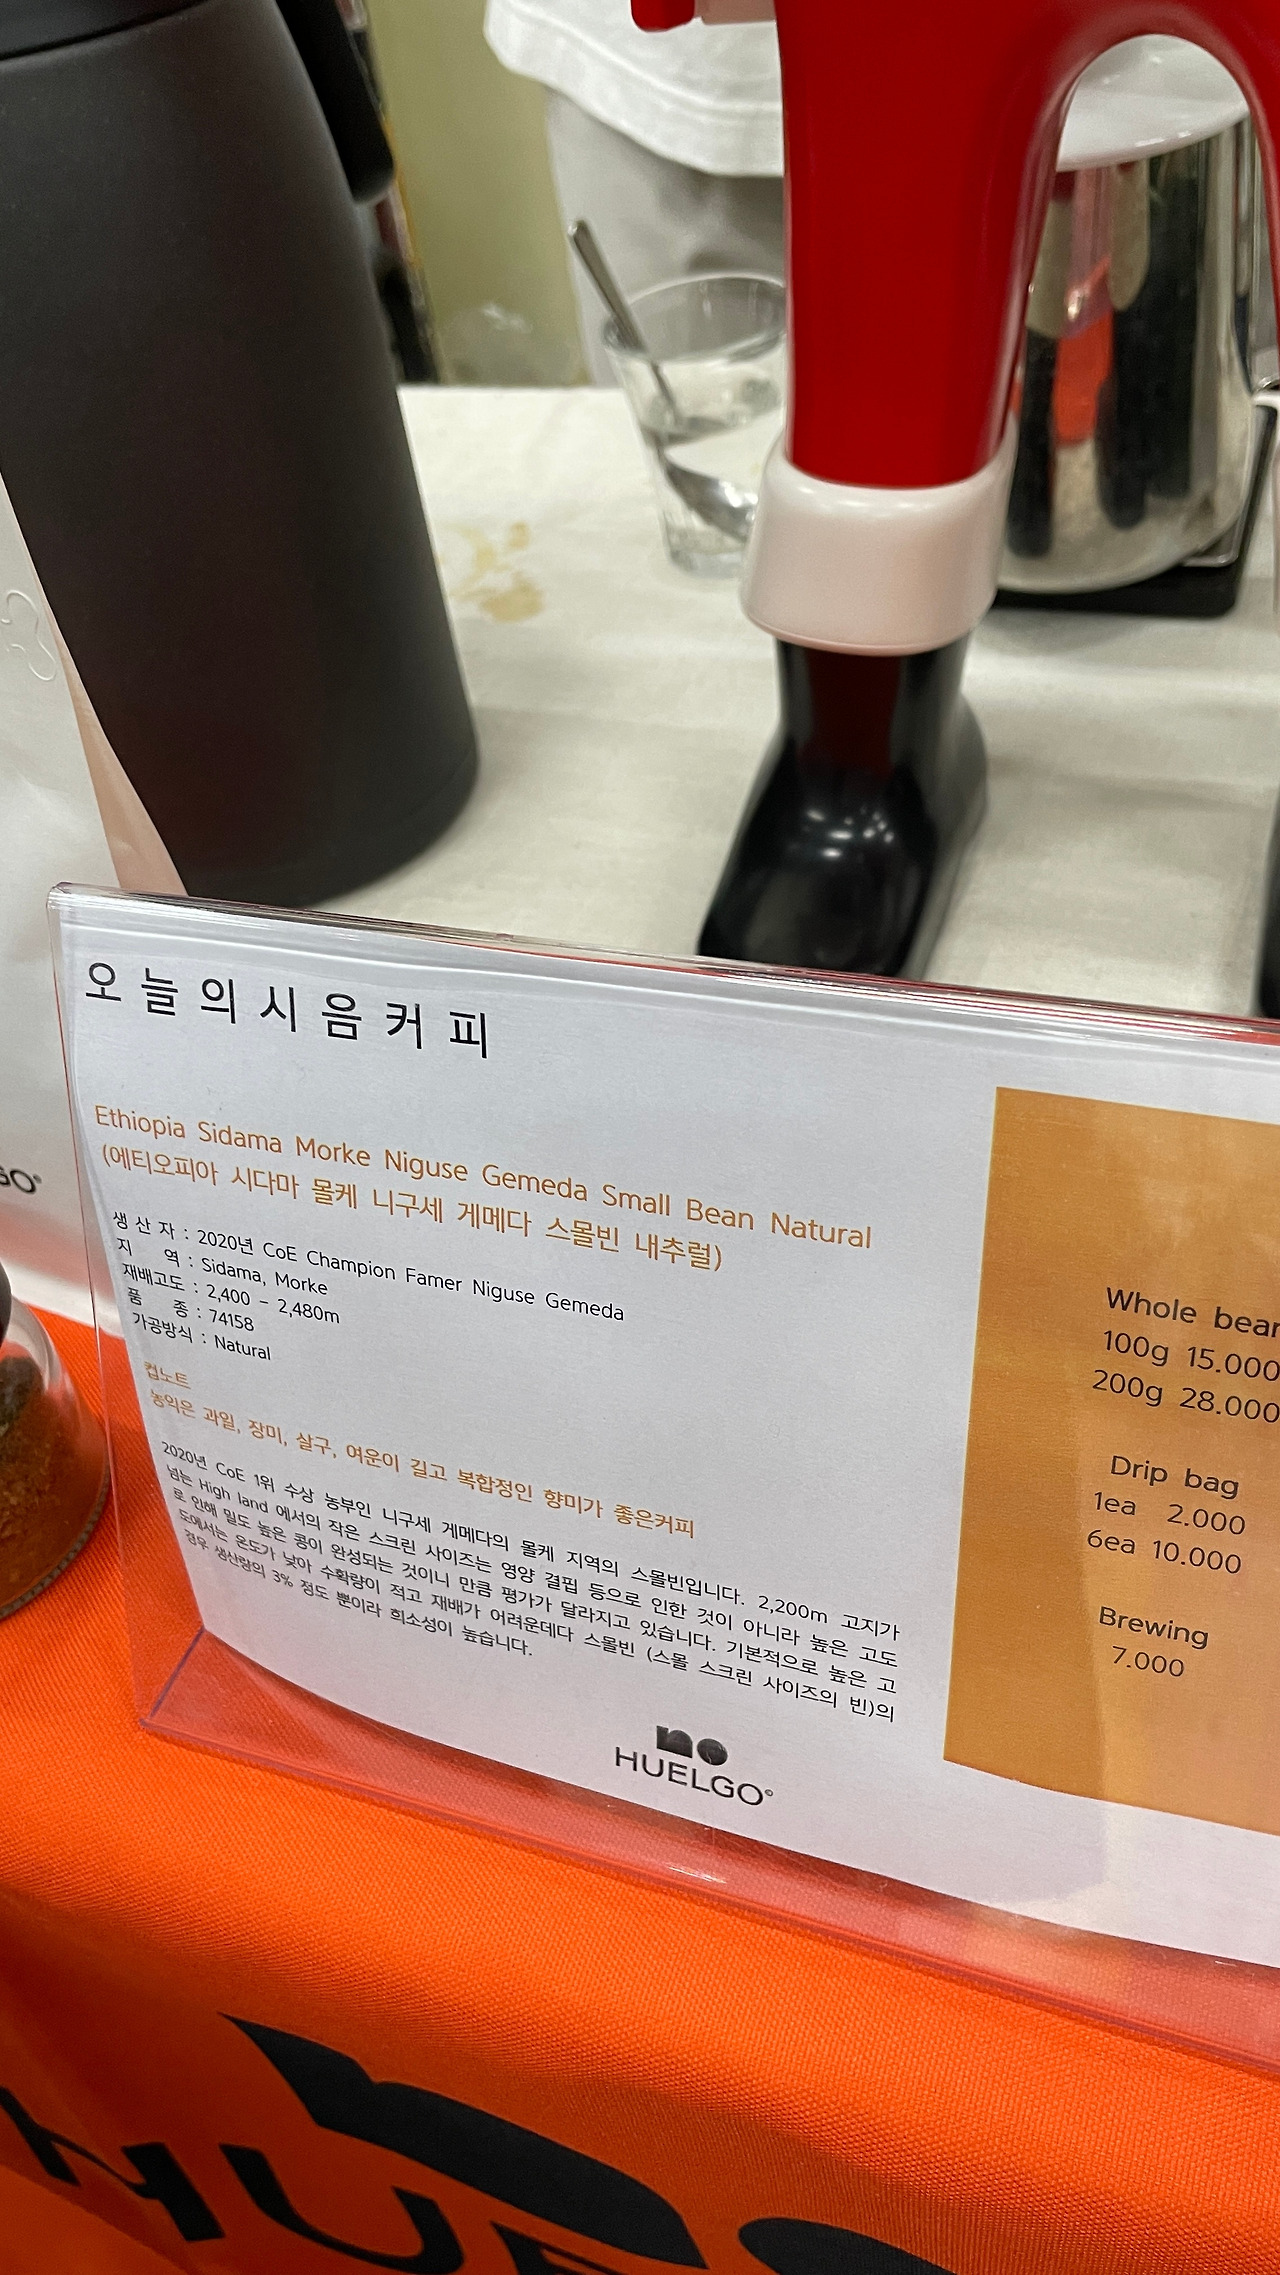 오늘의시음커피
Ethiopia Sidama Morke Niguse Gemeda Small Bean Natural
(에티오피아 시다마 몰케 니구세 게메다 스몰빈 내추럴)
생 산 자 : 2020년 CoE Champion Famer Niguse Gemeda
지 역 : Sidama, Morke
재배고도 : 2,400 - 2,480m
품 종 : 74158
가공방식 : Natural
컵노트
농익은 과일, 장미, 살구, 여운이 길고 복합정인 향미가 좋은커피
2020년 CoE 1위 수상 농부인 니구세 게메다의 몰케 지역의 스몰빈입니다. 2,200m 고지가
넘는 High land 에서의 작은 스크린 사이즈는 영양 결핍 등으로 인한 것이 아니라 높은 고도
로 인해 밀도 높은 콩이 완성되는 것이니 만큼 평가가 달라지고 있습니다. 기본적으로 높은 고
도에서는 온도가 낮아 수확량이 적고 재배가 어려운데다 스몰빈 (스몰 스크린 사이즈의 빈)의
경우 생산량의 3% 정도 뿐이라 희소성이 높습니다.
HUELGO©
Whole bean
100g 15.000
200g 28.000
Drip bag
1ea 2.000
6ea 10.000
Brewing
7.000
GO
HUE